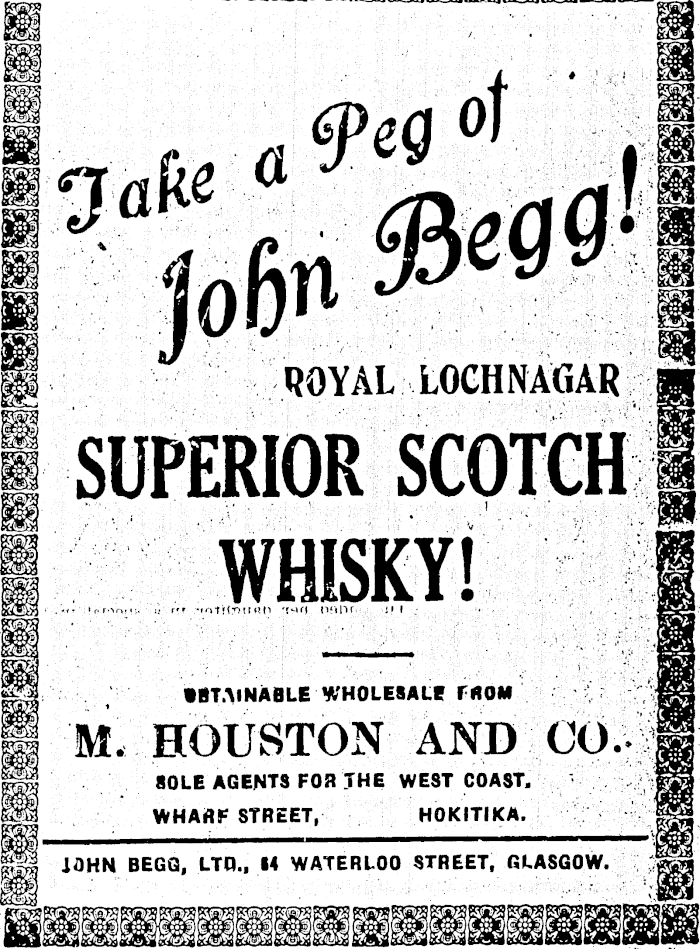 Take a Peg of
John Begg!
ROYAL LOCHNAGAR
SUPERIOR SCOTCH
WHISKY!
OBTAINABLE WHOLESALE FROM
M. HOUSTON AND CO.
SOLE AGENTS FOR THE WEST COAST,
WHARF STREET, HOKITIKA.
JOHN BEGG, LTD., 64 WATERLOO STREET, GLASGOW.